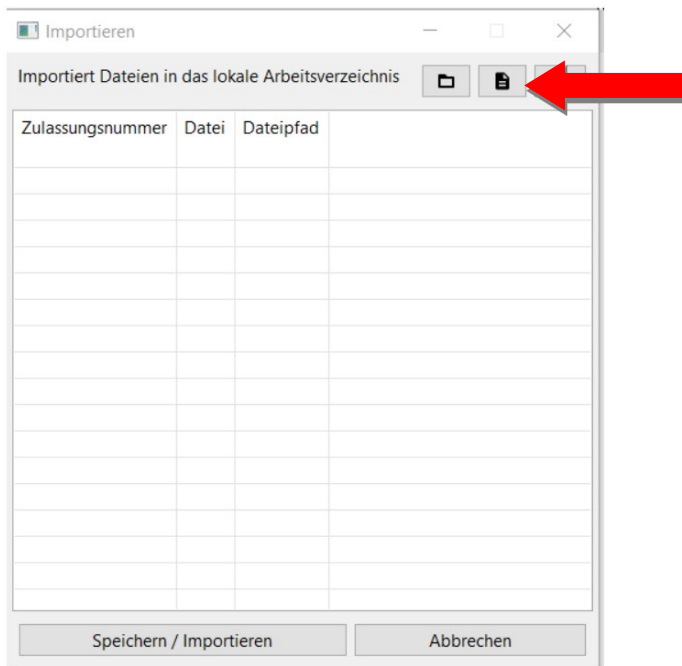 Importieren
Importiert Dateien in das lokale Arbeitsverzeichnis
Zulassungsnummer Datei Dateipfad
Speichern / Importieren Abbrechen